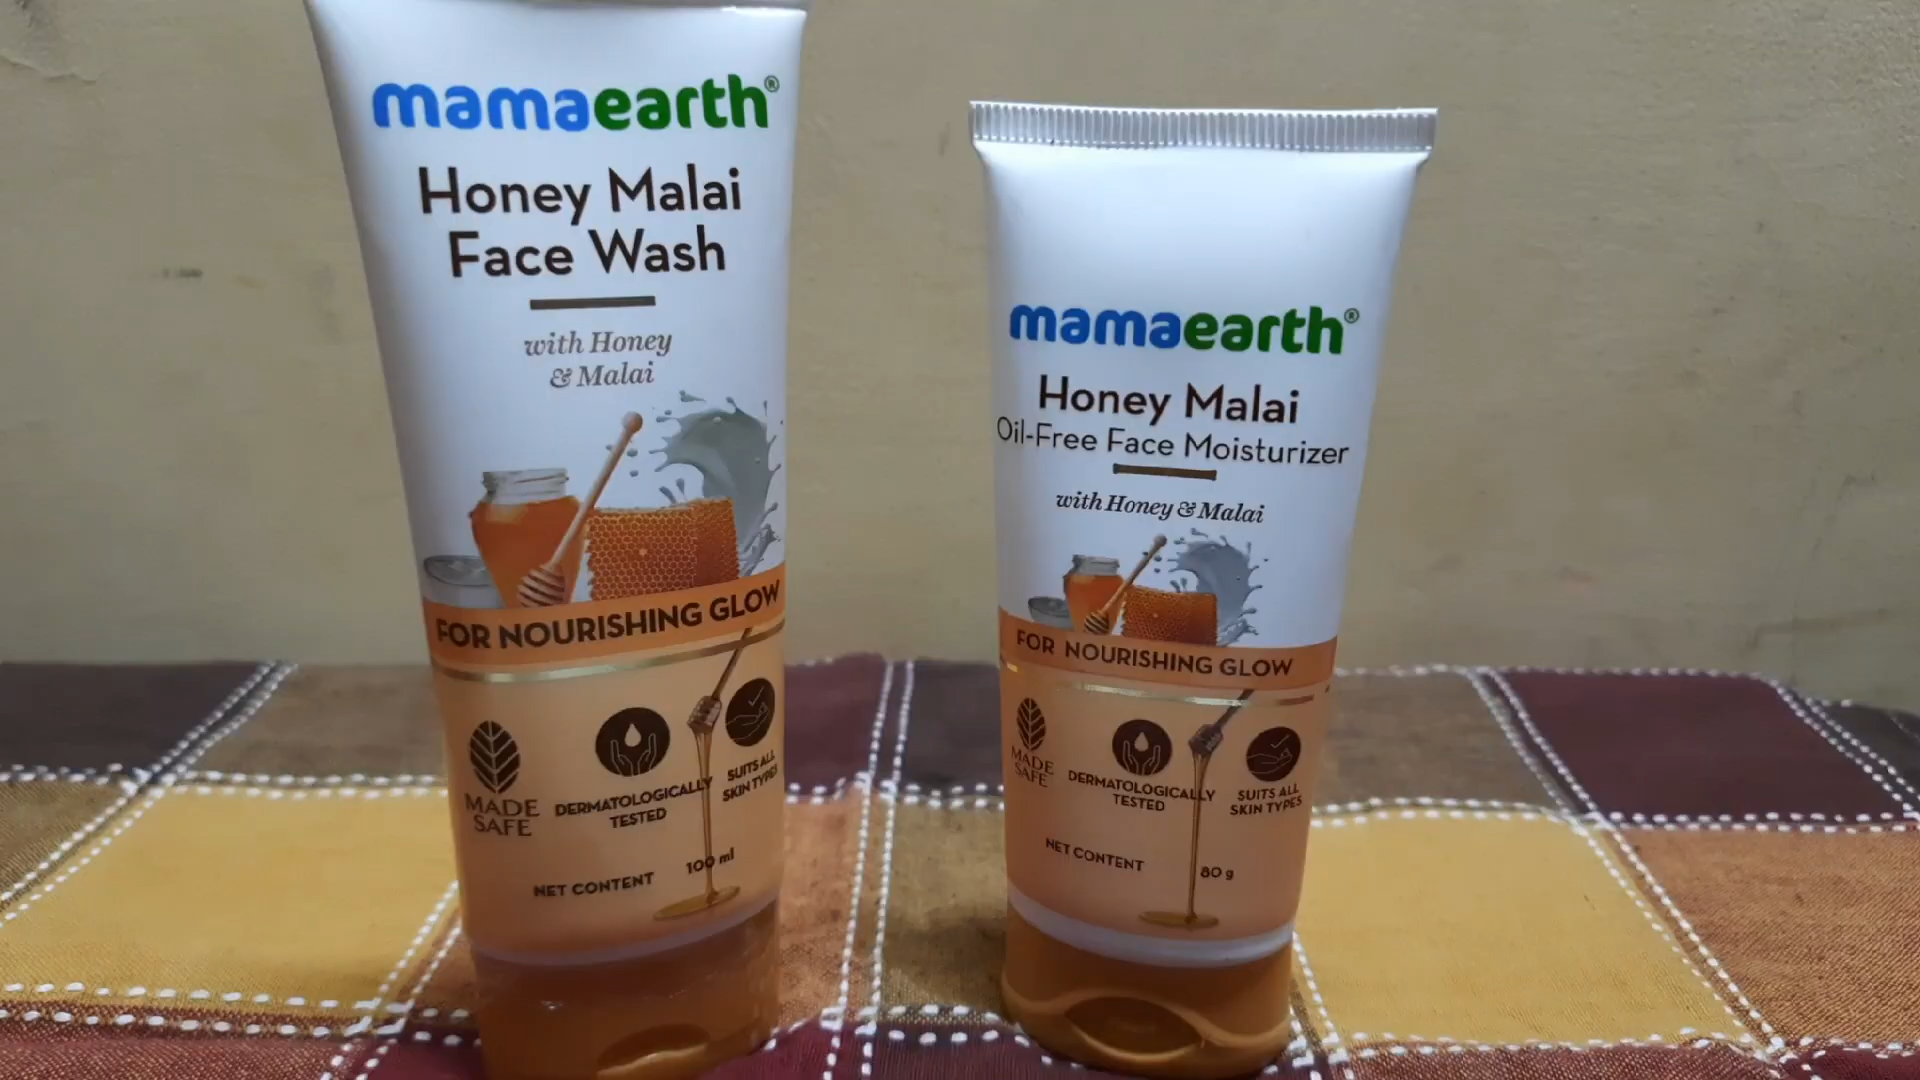 mamaearth®
Honey Malai
Face Wash
with Honey
& Malai
FOR NOURISHING GLOW
MADE
SAFE
DERMATOLOGICALLY
TESTED
SUITS ALL
SKIN TYPES
NET CONTENT 100 ml
mamaearth®
Honey Malai
Oil-Free Face Moisturizer
with Honey & Malai
FOR NOURISHING GLOW
MADE
SAFE
DERMATOLOGICALLY
TESTED
SUITS ALL
SKIN TYPES
NET CONTENT 80 g